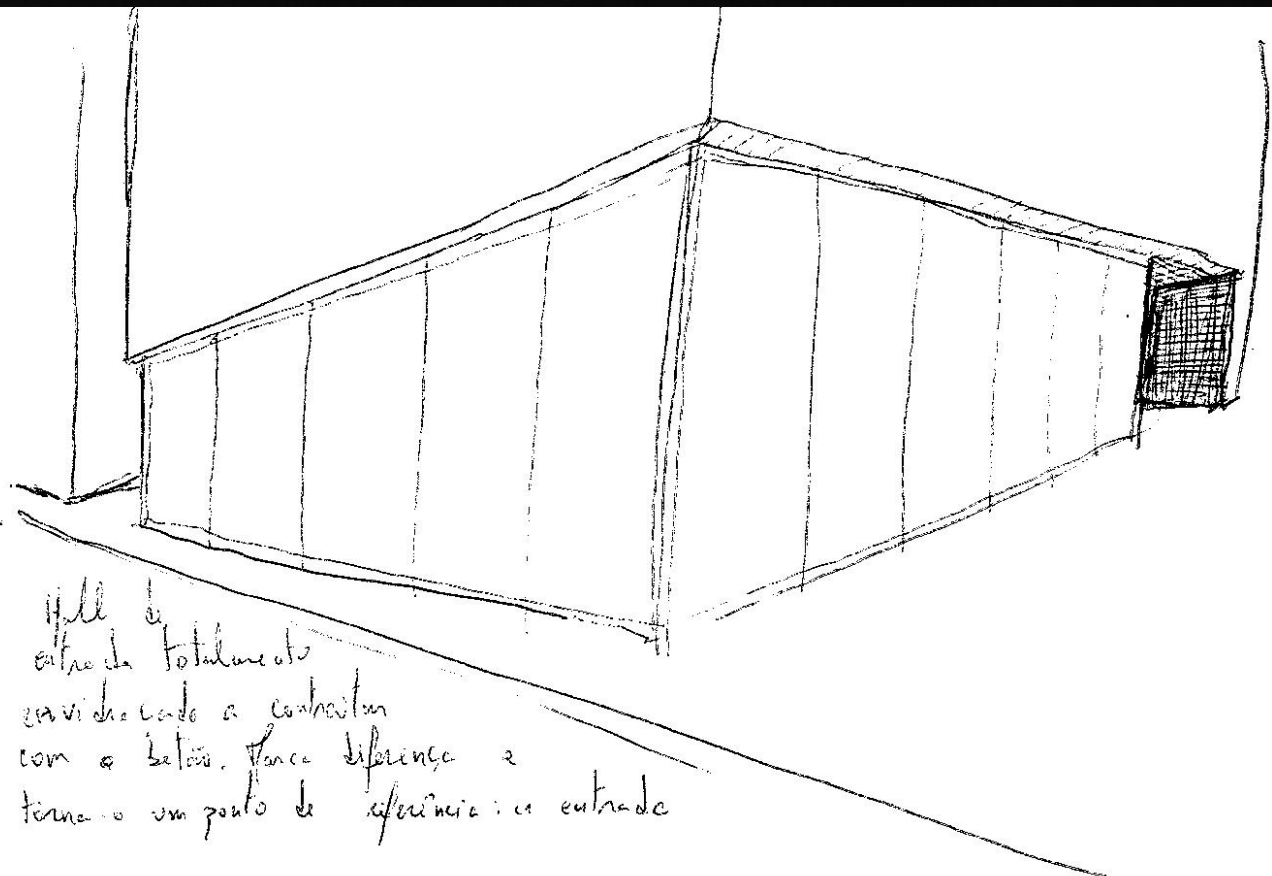 Hall de
entrada totalmente
envidraçado a contrastar
com o betão. Marca diferença e
torna-o um ponto de referência: a entrada